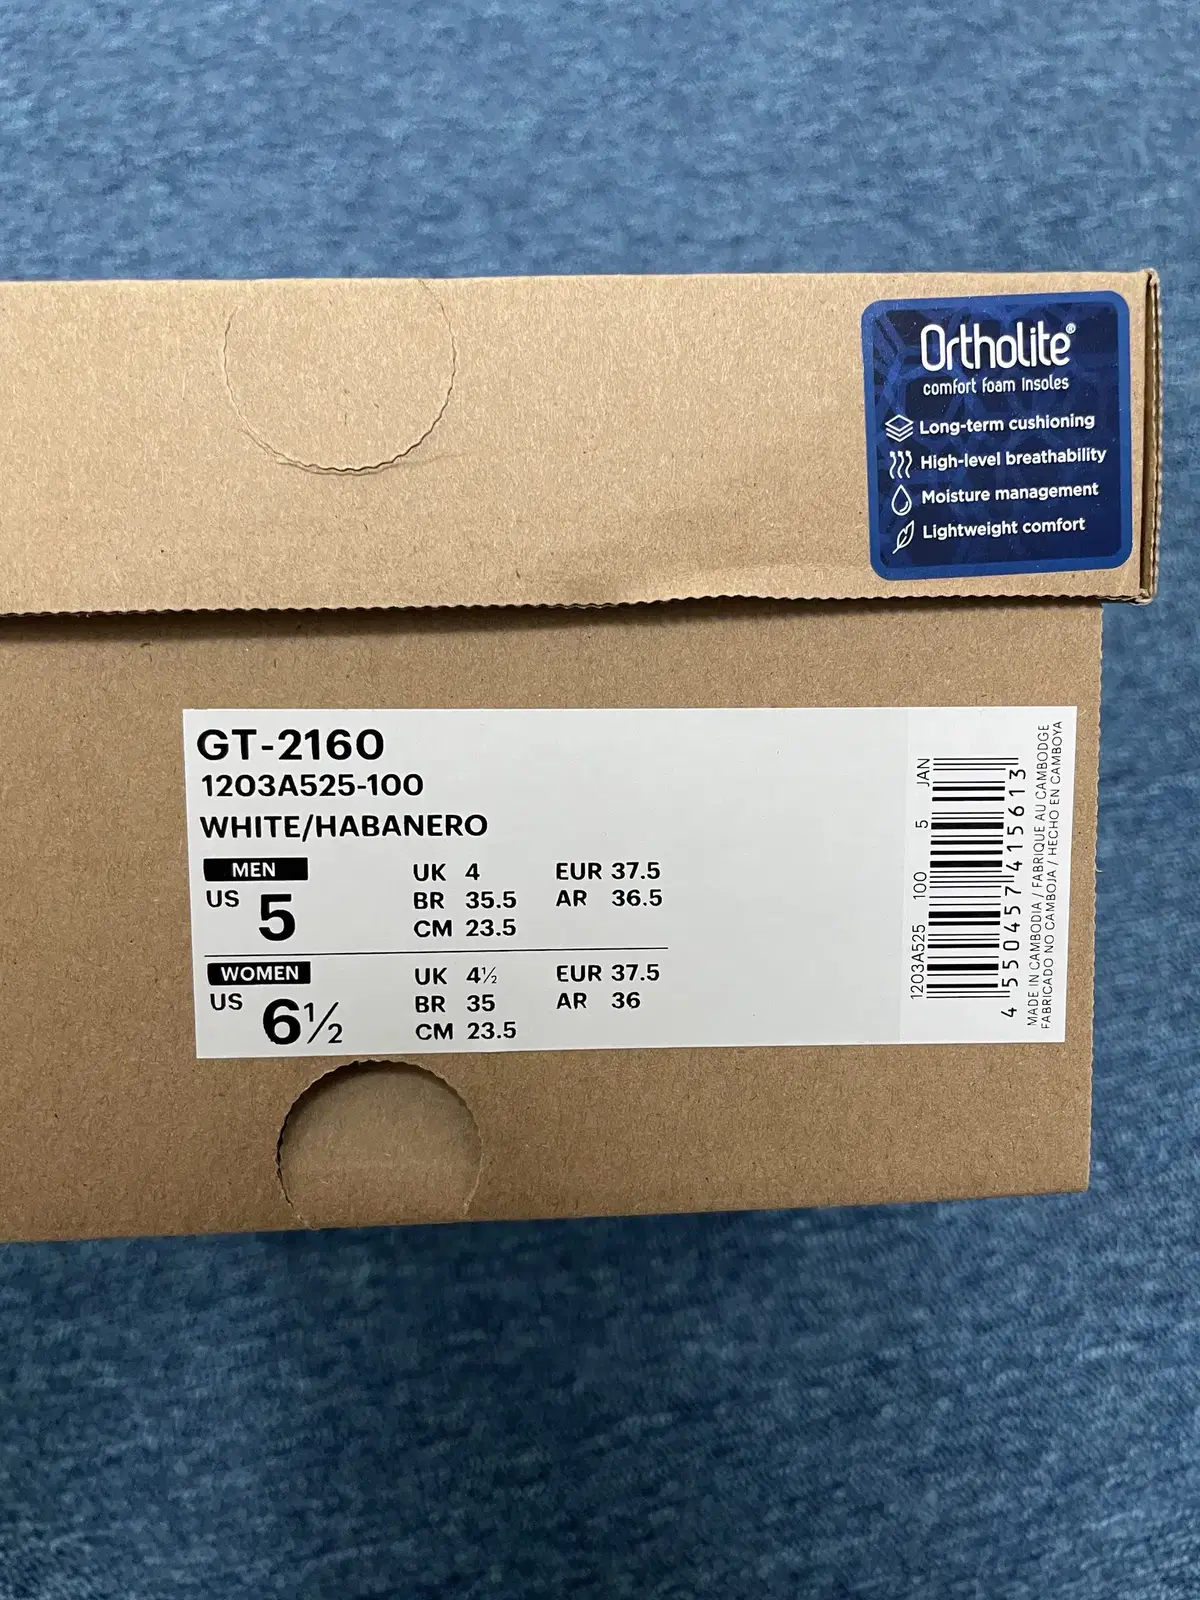 Ortholite®
comfort foam insoles
Long-term cushioning
High-level breathability
Moisture management
Lightweight comfort
GT-2160
1203A525-100
WHITE/HABANERO
MEN
US 5
UK 4 EUR 37.5
BR 35.5 AR 36.5
CM 23.5
WOMEN
US 6½
UK 4½ EUR 37.5
BR 35 AR 36
CM 23.5
1203A525 100 5 JAN
4 550457 415613
MADE IN CAMBODIA / FABRIQUE AU CAMBODGE
FABRICADO NO CAMBOJA / HECHO EN CAMBOYA